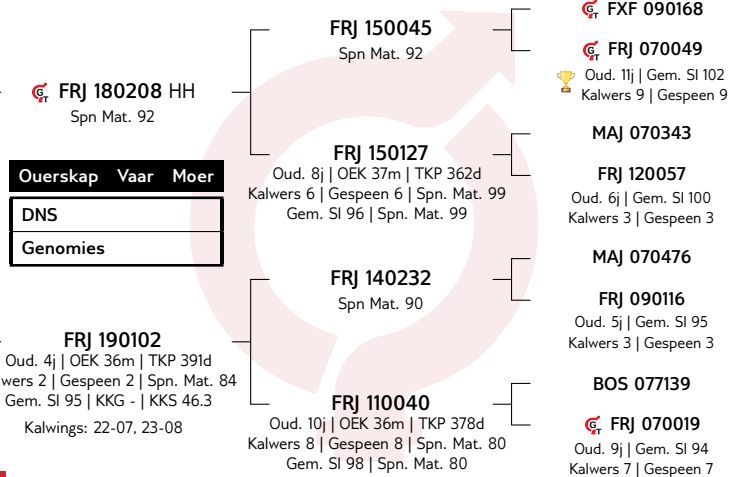 FRJ 180208 HH
Spn Mat. 92
Ouerskap Vaar Moer
DNS
Genomies
FRJ 190102
Oud. 4j | OEK 36m | TKP 391d
wers 2 | Gespeen 2 | Spn. Mat. 84
Gem. SI 95 | KKG - | KKS 46.3
Kalwings: 22-07, 23-08
FRJ 150045
Spn Mat. 92
FRJ 150127
Oud. 8j | OEK 37m | TKP 362d
Kalwers 6 | Gespeen 6 | Spn. Mat. 99
Gem. SI 96 | Spn. Mat. 99
FRJ 140232
Spn Mat. 90
FRJ 110040
Oud. 10j | OEK 36m | TKP 378d
Kalwers 8 | Gespeen 8 | Spn. Mat. 80
Gem. SI 98 | Spn. Mat. 80
GT FXF 090168
GT FRJ 070049
Oud. 11j | Gem. SI 102
Kalwers 9 | Gespeen 9
MAJ 070343
FRJ 120057
Oud. 6j | Gem. SI 100
Kalwers 3 | Gespeen 3
MAJ 070476
FRJ 090116
Oud. 5j | Gem. SI 95
Kalwers 3 | Gespeen 3
BOS 077139
GT FRJ 070019
Oud. 9j | Gem. SI 94
Kalwers 7 | Gespeen 7